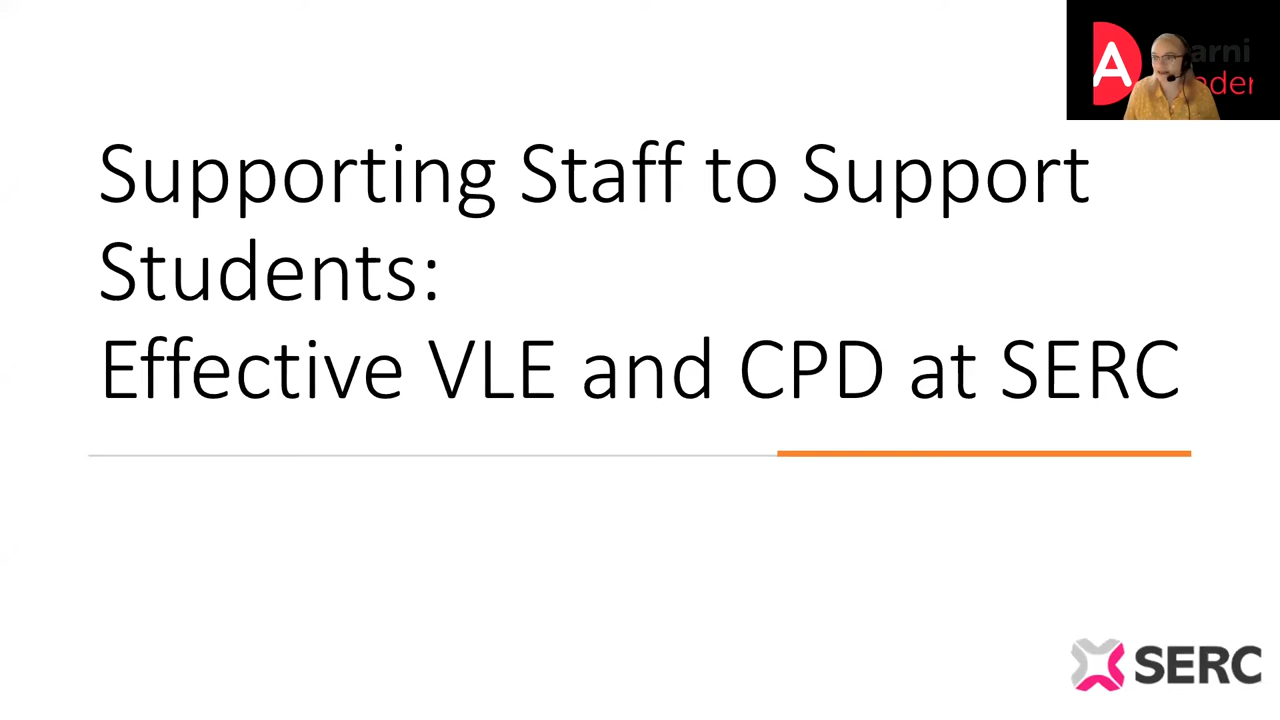 Supporting Staff to Support
Students:
Effective VLE and CPD at SERC
A
SERC